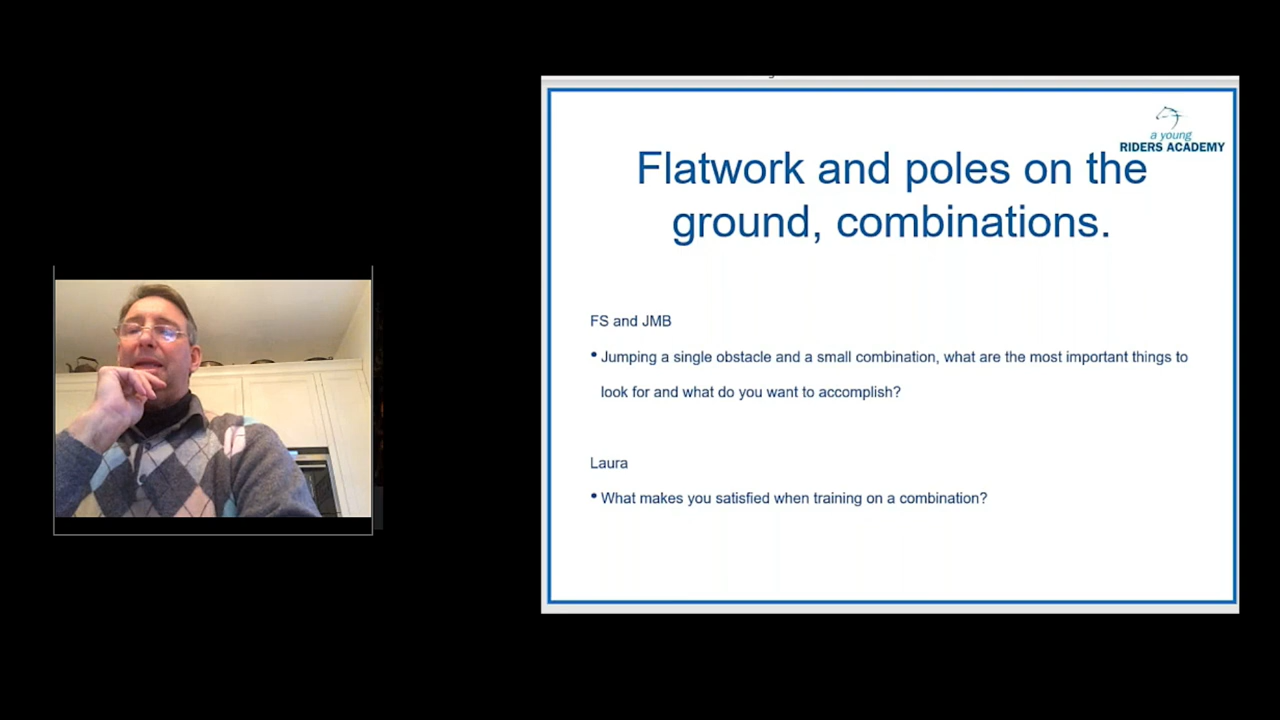 a young
RIDERS ACADEMY
Flatwork and poles on the
ground, combinations.
FS and JMB
• Jumping a single obstacle and a small combination, what are the most important things to
look for and what do you want to accomplish?
Laura
• What makes you satisfied when training on a combination?